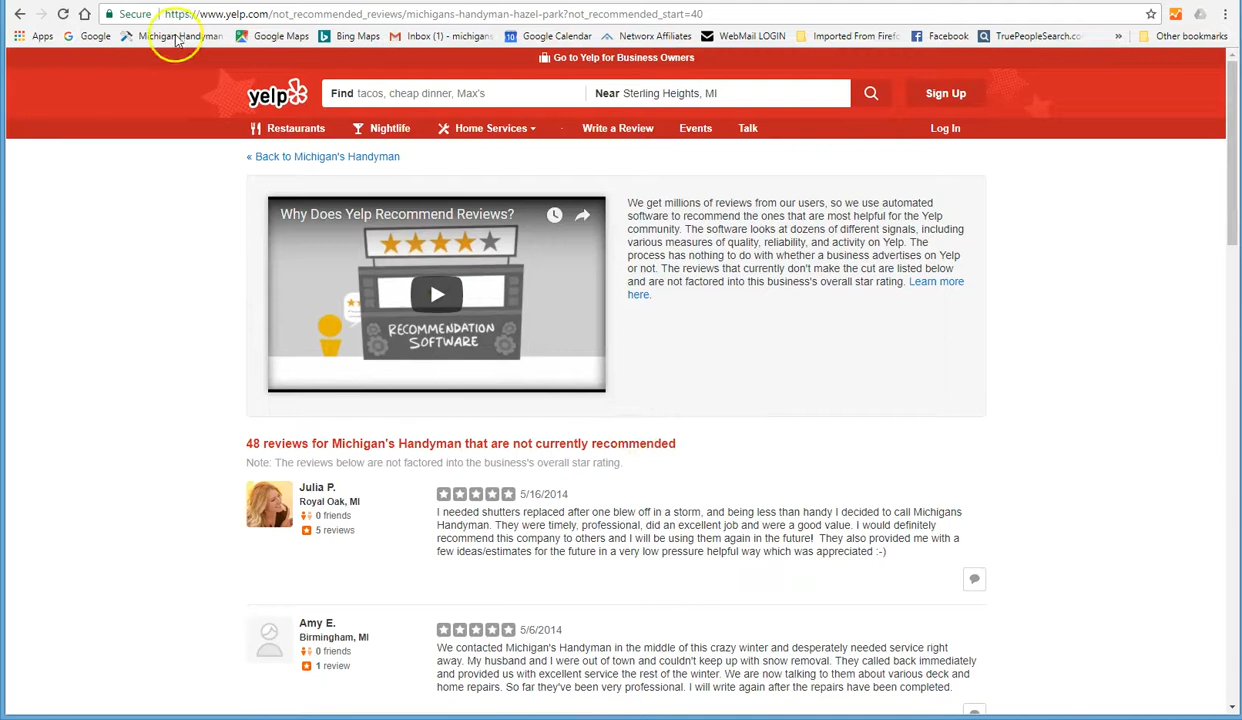 Secure https://www.yelp.com/not_recommended_reviews/michigans-handyman-hazel-park?not_recommended_start=40
Apps Google Michigan Handyman Google Maps Bing Maps Inbox (1) - michigans Google Calendar Networx Affiliates WebMail LOGIN Imported From Firefo Facebook TruePeopleSearch.co » Other bookmarks
Go to Yelp for Business Owners
yelp Find tacos, cheap dinner, Max's Near Sterling Heights, MI Sign Up
Restaurants Nightlife Home Services Write a Review Events Talk Log In
« Back to Michigan's Handyman
Why Does Yelp Recommend Reviews?
RECOMMENDATION
SOFTWARE
We get millions of reviews from our users, so we use automated
software to recommend the ones that are most helpful for the Yelp
community. The software looks at dozens of different signals, including
various measures of quality, reliability, and activity on Yelp. The
process has nothing to do with whether a business advertises on Yelp
or not. The reviews that currently don't make the cut are listed below
and are not factored into this business's overall star rating. Learn more
here.
48 reviews for Michigan's Handyman that are not currently recommended
Note: The reviews below are not factored into the business's overall star rating.
Julia P.
Royal Oak, MI
0 friends
5 reviews
5/16/2014
I needed shutters replaced after one blew off in a storm, and being less than handy I decided to call Michigans
Handyman. They were timely, professional, did an excellent job and were a good value. I would definitely
recommend this company to others and I will be using them again in the future! They also provided me with a
few ideas/estimates for the future in a very low pressure helpful way which was appreciated :-)
Amy E.
Birmingham, MI
0 friends
1 review
5/6/2014
We contacted Michigan's Handyman in the middle of this crazy winter and desperately needed service right
away. My husband and I were out of town and couldn't keep up with snow removal. They called back immediately
and provided us with excellent service the rest of the winter. We are now talking to them about various deck and
home repairs. So far they've been very professional. I will write again after the repairs have been completed.